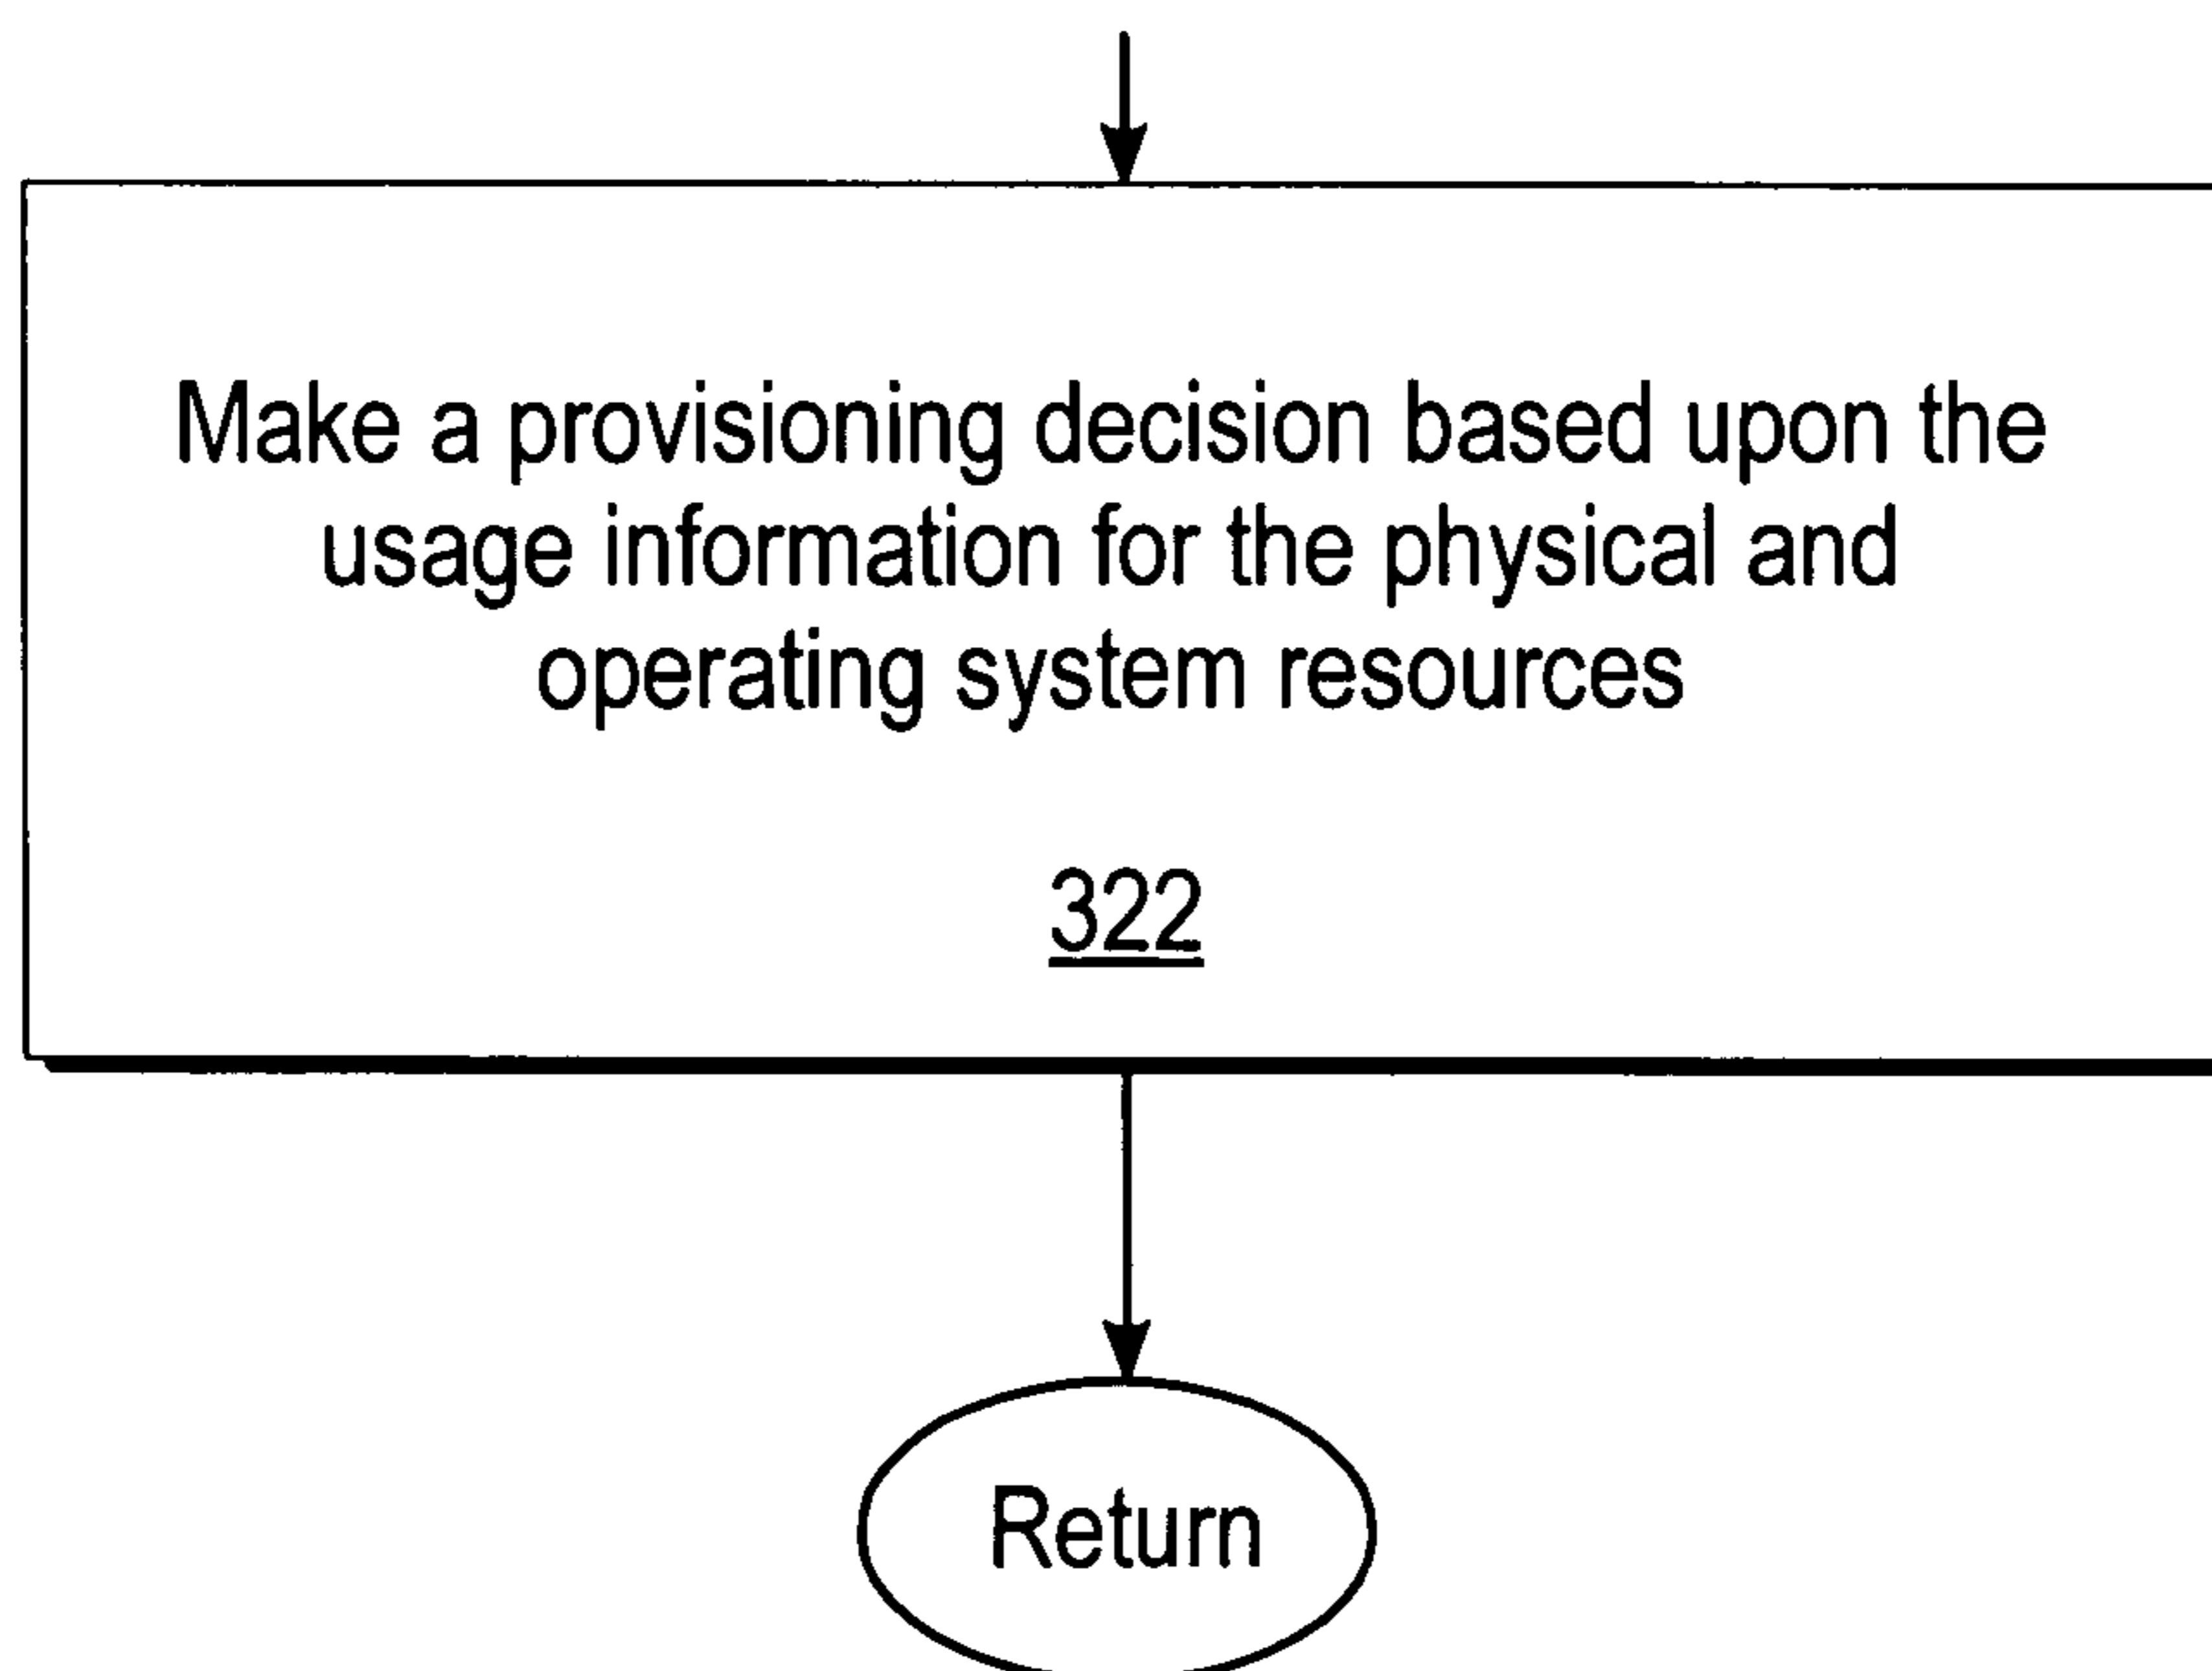 Make a provisioning decision based upon the
usage information for the physical and
operating system resources
322
Return